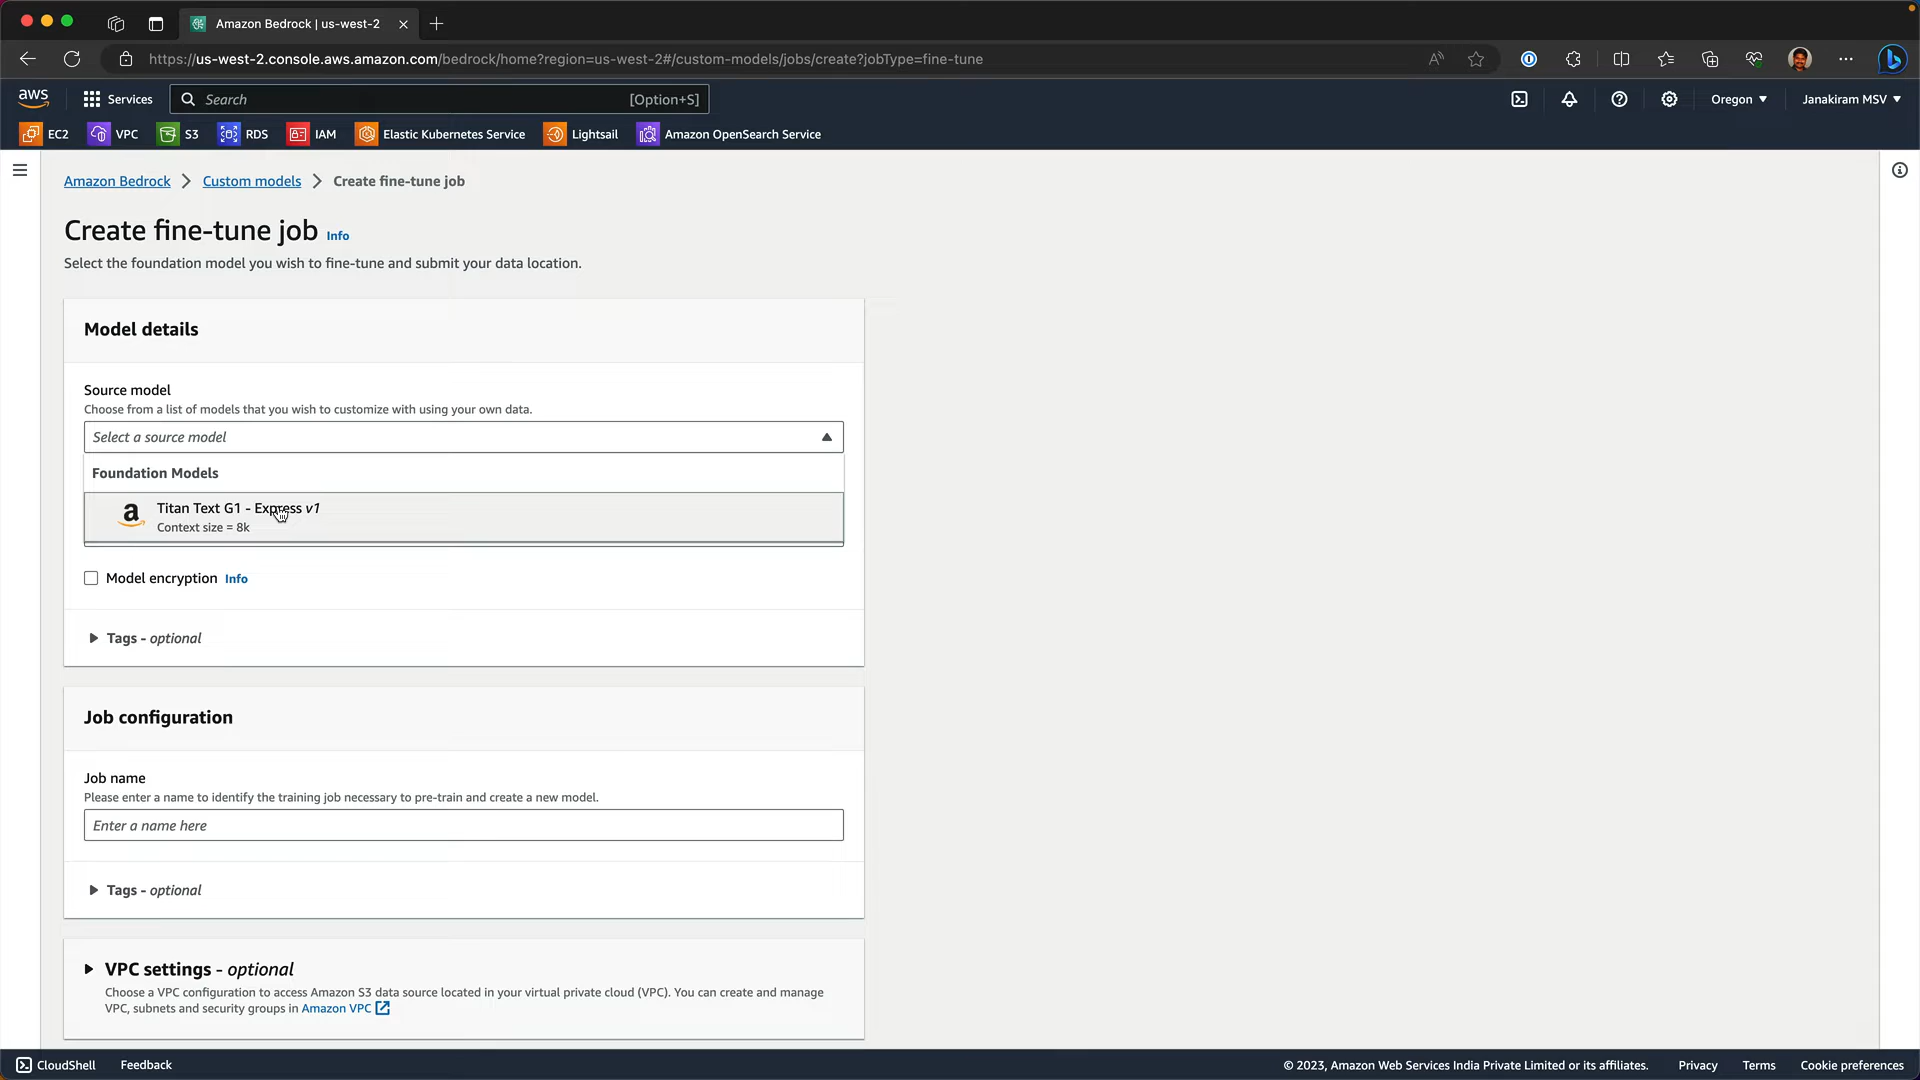 Amazon Bedrock | us-west-2
https://us-west-2.console.aws.amazon.com/bedrock/home?region=us-west-2#/custom-models/jobs/create?jobType=fine-tune
aws
Services
Search
[Option+S]
Oregon
Janakiram MSV
EC2
VPC
S3
RDS
IAM
Elastic Kubernetes Service
Lightsail
Amazon OpenSearch Service
Amazon Bedrock > Custom models > Create fine-tune job
Create fine-tune job Info
Select the foundation model you wish to fine-tune and submit your data location.
Model details
Source model
Choose from a list of models that you wish to customize with using your own data.
Select a source model
Foundation Models
a
Titan Text G1 - Express v1
Context size = 8k
Model encryption Info
Tags - optional
Job configuration
Job name
Please enter a name to identify the training job necessary to pre-train and create a new model.
Enter a name here
Tags - optional
VPC settings - optional
Choose a VPC configuration to access Amazon S3 data source located in your virtual private cloud (VPC). You can create and manage
VPC, subnets and security groups in Amazon VPC
CloudShell
Feedback
© 2023, Amazon Web Services India Private Limited or its affiliates.
Privacy
Terms
Cookie preferences